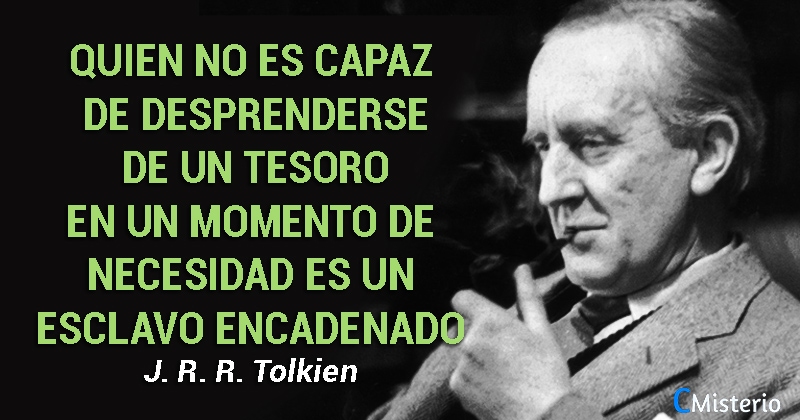 QUIEN NO ES CAPAZ
DE DESPRENDERSE
DE UN TESORO
EN UN MOMENTO DE
NECESIDAD ES UN
ESCLAVO ENCADENADO
J. R. R. Tolkien
CMisterio